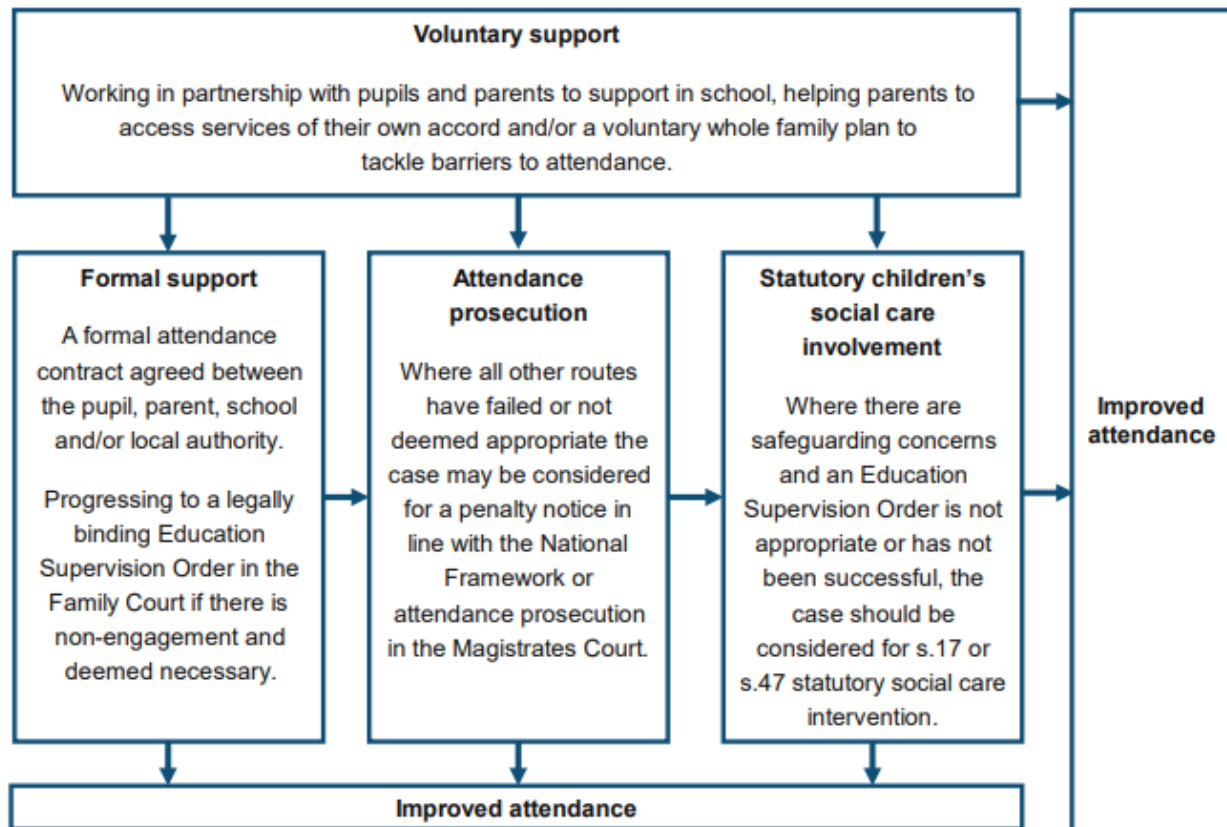 Voluntary support
Working in partnership with pupils and parents to support in school, helping parents to
access services of their own accord and/or a voluntary whole family plan to
tackle barriers to attendance.
Formal support
A formal attendance
contract agreed between
the pupil, parent, school
and/or local authority.
Progressing to a legally
binding Education
Supervision Order in the
Family Court if there is
non-engagement and
deemed necessary.
Attendance
prosecution
Where all other routes
have failed or not
deemed appropriate the
case may be considered
for a penalty notice in
line with the National
Framework or
attendance prosecution
in the Magistrates Court.
Statutory children's
social care
involvement
Where there are
safeguarding concerns
and an Education
Supervision Order is not
appropriate or has not
been successful, the
case should be
considered for s.17 or
s.47 statutory social care
intervention.
Improved
attendance
Improved attendance